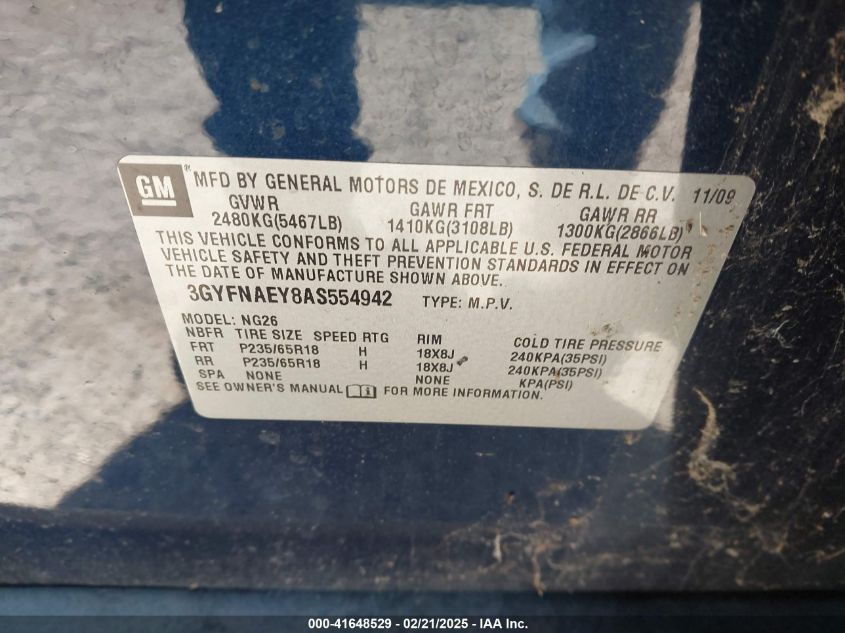 GM® MFD BY GENERAL MOTORS DE MEXICO, S. DE R.L. DE C.V. 11/09
GVWR GAWR FRT GAWR RR
2480KG(5467LB) 1410KG(3108LB) 1300KG(2866LB)
THIS VEHICLE CONFORMS TO ALL APPLICABLE U.S. FEDERAL MOTOR
VEHICLE SAFETY AND THEFT PREVENTION STANDARDS IN EFFECT ON
THE DATE OF MANUFACTURE SHOWN ABOVE.
3GYFNAEY8AS554942 TYPE: M.P.V.
MODEL: NG26
NBFR TIRE SIZE SPEED RTG RIM COLD TIRE PRESSURE
FRT P235/65R18 H 18X8J 240KPA(35PSI)
RR P235/65R18 H 18X8J 240KPA(35PSI)
SPA NONE NONE KPA(PSI)
SEE OWNER'S MANUAL FOR MORE INFORMATION.
000-41648529 - 02/21/2025 - IAA Inc.